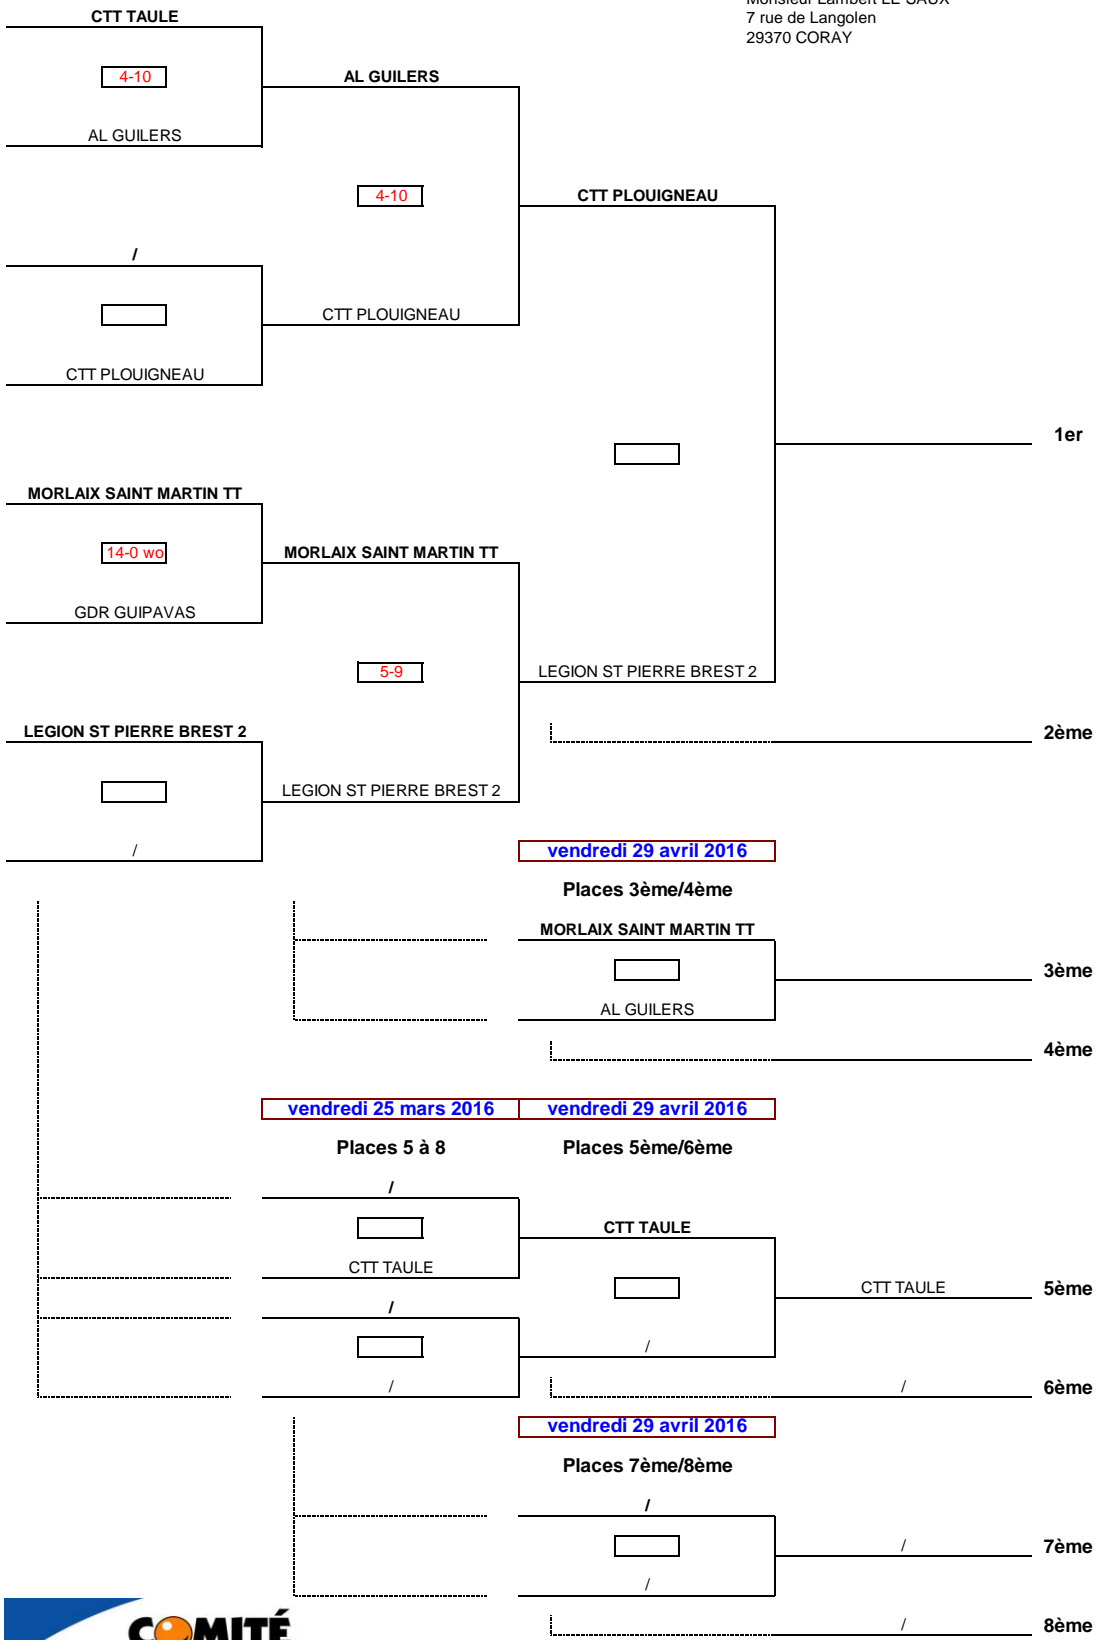 Monsieur Lambert LE SAUX
7 rue de Langolen
29370 CORAY
CTT TAULE
4-10
AL GUILERS
AL GUILERS
4-10
CTT PLOUIGNEAU
/
CTT PLOUIGNEAU
CTT PLOUIGNEAU
1er
MORLAIX SAINT MARTIN TT
14-0 wo
MORLAIX SAINT MARTIN TT
GDR GUIPAVAS
5-9
LEGION ST PIERRE BREST 2
LEGION ST PIERRE BREST 2
2ème
LEGION ST PIERRE BREST 2
/
vendredi 29 avril 2016
Places 3ème/4ème
MORLAIX SAINT MARTIN TT
3ème
AL GUILERS
4ème
vendredi 25 mars 2016
vendredi 29 avril 2016
Places 5 à 8
Places 5ème/6ème
/
CTT TAULE
CTT TAULE
CTT TAULE
5ème
/
/
/
/
6ème
vendredi 29 avril 2016
Places 7ème/8ème
/
/
7ème
/
/
8ème
COMITÉ